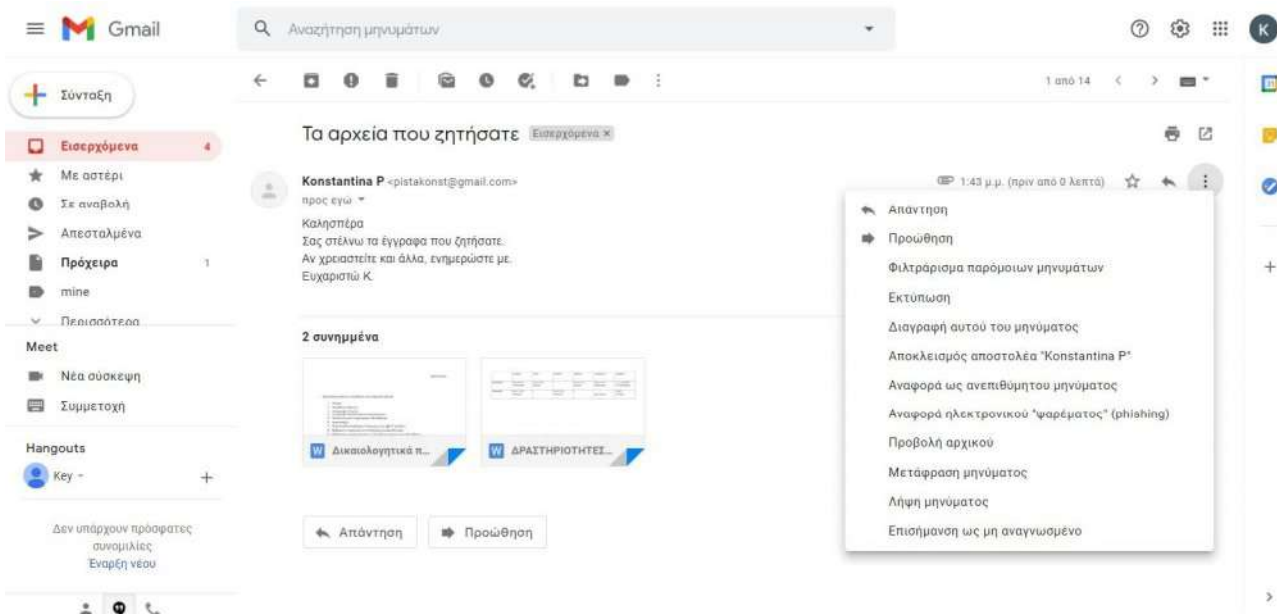 Gmail
Αναζήτηση μηνυμάτων
K
Σύνταξη
1 από 14
Εισερχόμενα 4
Με αστέρι
Σε αναβολή
Απεσταλμένα
Πρόχειρα 1
mine
Περισσότερα
Meet
Νέα σύσκεψη
Συμμετοχή
Hangouts
Key
Δεν υπάρχουν πρόσφατες
συνομιλίες
Έναρξη νέου
Τα αρχεία που ζητήσατε Εισερχόμενα ×
Konstantina P <pistakonst@gmail.com> 1:43 μ.μ. (πριν από 0 λεπτά)
προς εγώ
Καλησπέρα
Σας στέλνω τα έγγραφα που ζητήσατε.
Αν χρειαστείτε και άλλα, ενημερώστε με.
Ευχαριστώ Κ.
2 συνημμένα
W Δικαιολογητικά π...
W ΔΡΑΣΤΗΡΙΟΤΗΤΕΣ...
Απάντηση
Προώθηση
Απάντηση
Προώθηση
Φιλτράρισμα παρόμοιων μηνυμάτων
Εκτύπωση
Διαγραφή αυτού του μηνύματος
Αποκλεισμός αποστολέα "Konstantina P"
Αναφορά ως ανεπιθύμητου μηνύματος
Αναφορά ηλεκτρονικού "ψαρέματος" (phishing)
Προβολή αρχικού
Μετάφραση μηνύματος
Λήψη μηνύματος
Επισήμανση ως μη αναγνωσμένο